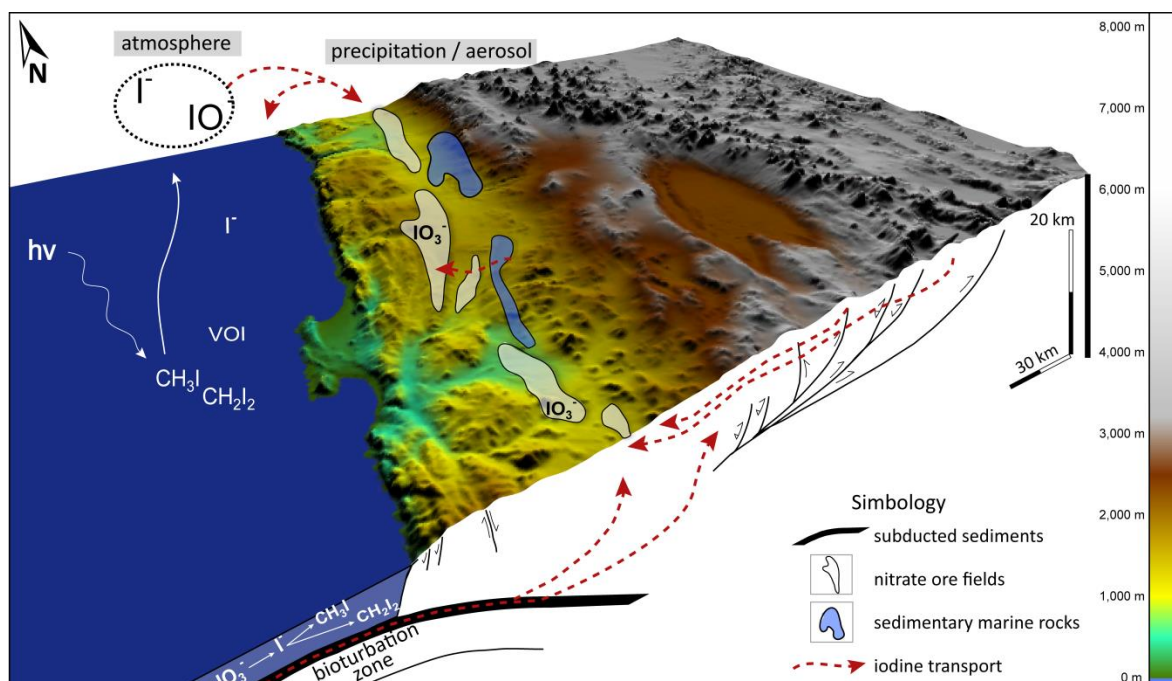 atmosphere
precipitation / aerosol
N
I-
IO-
hν
I-
VOI
CH3I
CH2I2
IO3-
IO3-
8,000 m
7,000 m
6,000 m
5,000 m
4,000 m
3,000 m
2,000 m
1,000 m
0 m
20 km
30 km
IO3-
I-
CH3I
CH2I2
bioturbation
zone
Simbology
subducted sediments
nitrate ore fields
sedimentary marine rocks
iodine transport